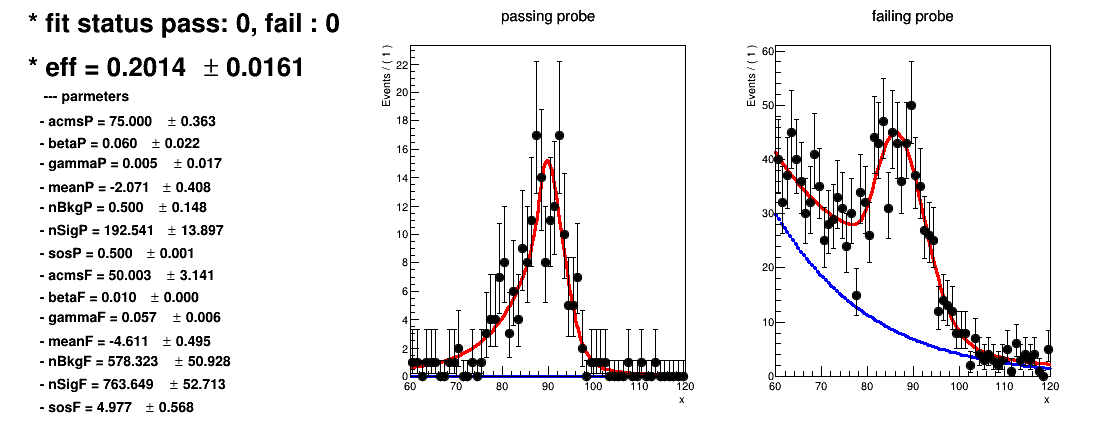 * fit status pass: 0, fail : 0
* eff = 0.2014 ± 0.0161
--- parmeters
- acmsP = 75.000 ± 0.363
- betaP = 0.060 ± 0.022
- gammaP = 0.005 ± 0.017
- meanP = -2.071 ± 0.408
- nBkgP = 0.500 ± 0.148
- nSigP = 192.541 ± 13.897
- sosP = 0.500 ± 0.001
- acmsF = 50.003 ± 3.141
- betaF = 0.010 ± 0.000
- gammaF = 0.057 ± 0.006
- meanF = -4.611 ± 0.495
- nBkgF = 578.323 ± 50.928
- nSigF = 763.649 ± 52.713
- sosF = 4.977 ± 0.568
passing probe
Events / ( 1 )
22
20
18
16
14
12
10
8
6
4
2
0
60 70 80 90 100 110 120
x
failing probe
Events / ( 1 )
60
50
40
30
20
10
0
60 70 80 90 100 110 120
x